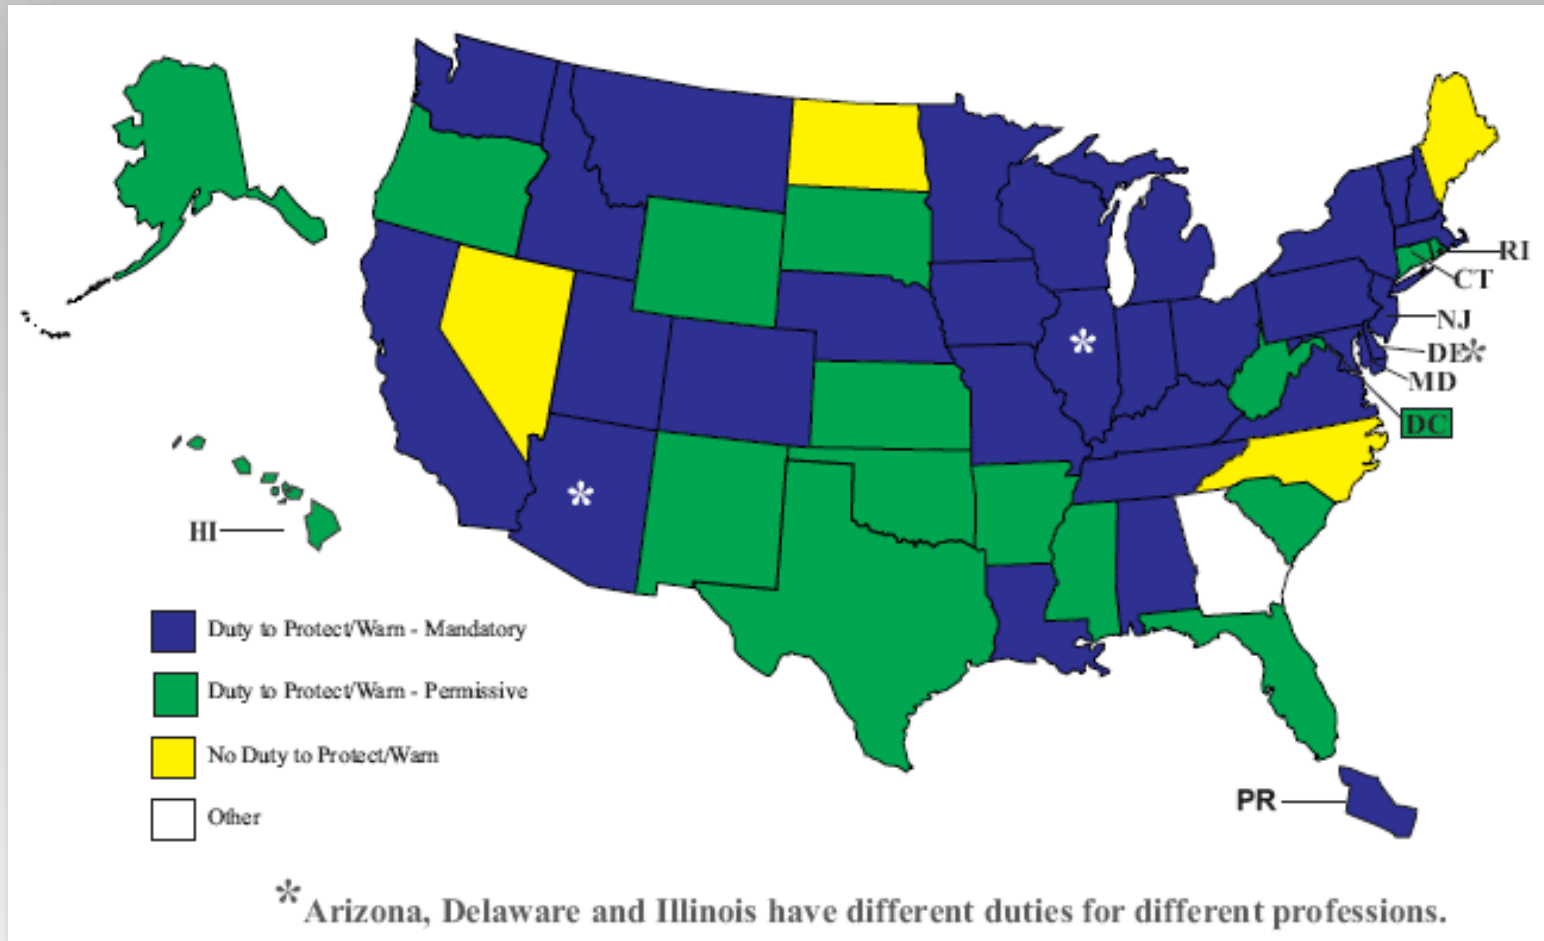 RI
CT
NJ
DE*
MD
DC
*
*
HI
Duty to Protect/Warn - Mandatory
Duty to Protect/Warn - Permissive
No Duty to Protect/Warn
Other
PR
*Arizona, Delaware and Illinois have different duties for different professions.